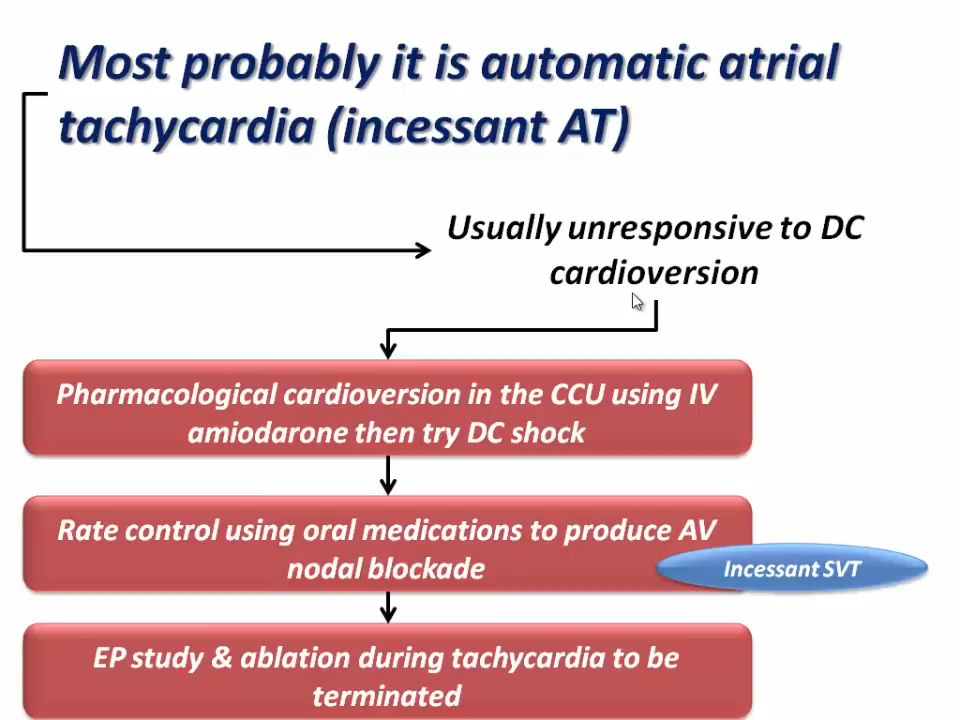 Most probably it is automatic atrial
tachycardia (incessant AT)
Usually unresponsive to DC
cardioversion
Pharmacological cardioversion in the CCU using IV
amiodarone then try DC shock
Rate control using oral medications to produce AV
nodal blockade
Incessant SVT
EP study & ablation during tachycardia to be
terminated